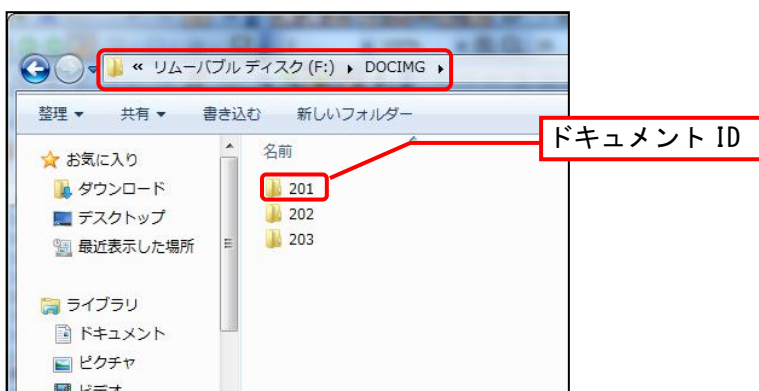 « リムーバブル ディスク (F:) ▸ DOCIMG ▸
整理 ▼ 共有 ▼ 書き込む 新しいフォルダー
ドキュメント ID
お気に入り
ダウンロード
デスクトップ
最近表示した場所
ライブラリ
ドキュメント
ピクチャ
ビデオ
名前
201
202
203